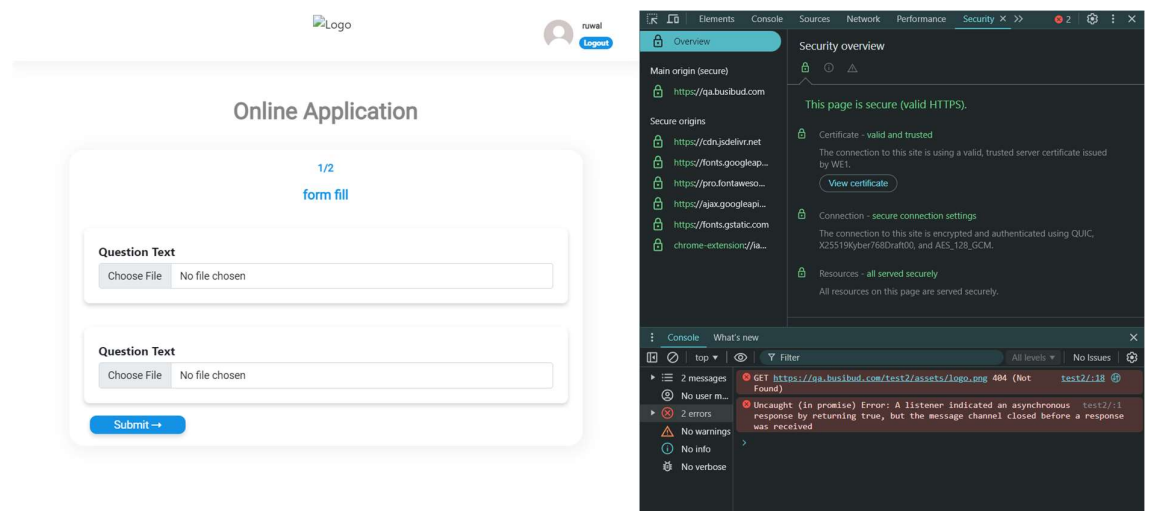 Logo
ruwal
Logout
Online Application
1/2
form fill
Question Text
Choose File No file chosen
Question Text
Choose File No file chosen
Submit→
Elements Console Sources Network Performance Security × >> 2
Overview
Main origin (secure)
https://qa.busibud.com
Secure origins
https://cdn.jsdelivr.net
https://fonts.googleap...
https://pro.fontaweso...
https://ajax.googleapi...
https://fonts.gstatic.com
chrome-extension://ia...
Security overview
This page is secure (valid HTTPS).
Certificate - valid and trusted
The connection to this site is using a valid, trusted server certificate issued
by WE1.
View certificate
Connection - secure connection settings
The connection to this site is encrypted and authenticated using QUIC,
X25519Kyber768Draft00, and AES_128_GCM.
Resources - all served securely
All resources on this page are served securely.
Console What's new
top ▾ Filter All levels ▾ No Issues
2 messages
No user m...
2 errors
No warnings
No info
No verbose
GET https://qa.busibud.com/test2/assets/logo.png 404 (Not test2/:18
Found)
Uncaught (in promise) Error: A listener indicated an asynchronous test2/:1
response by returning true, but the message channel closed before a response
was received